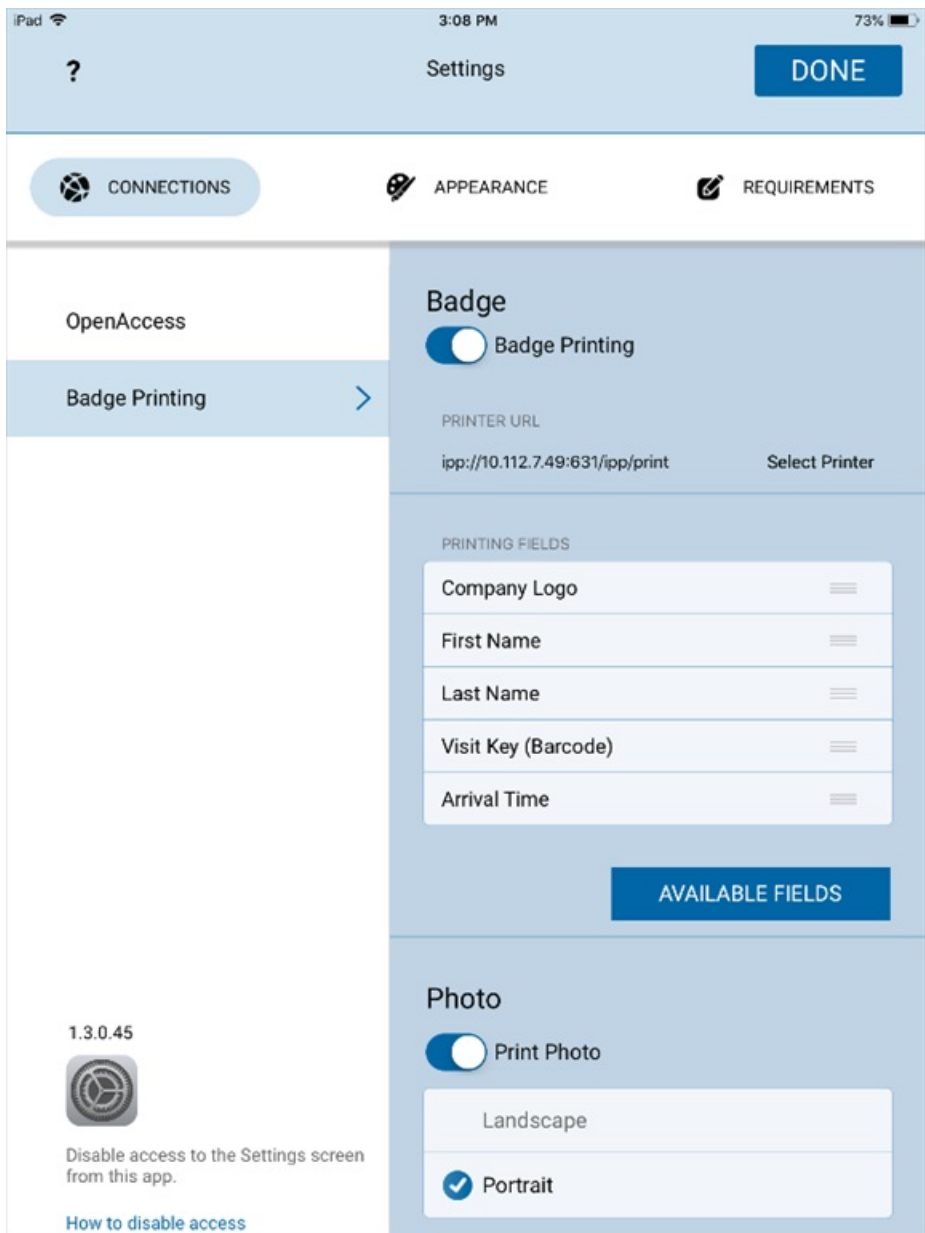 iPad 3:08 PM 73%
? Settings DONE
CONNECTIONS APPEARANCE REQUIREMENTS
OpenAccess
Badge Printing
1.3.0.45
Disable access to the Settings screen
from this app.
How to disable access
Badge
Badge Printing
PRINTER URL
ipp://10.112.7.49:631/ipp/print Select Printer
PRINTING FIELDS
Company Logo
First Name
Last Name
Visit Key (Barcode)
Arrival Time
AVAILABLE FIELDS
Photo
Print Photo
Landscape
Portrait